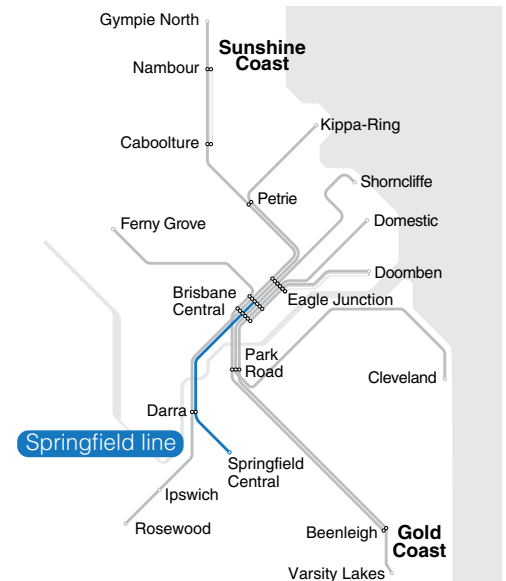 Gympie North
Sunshine
Coast
Nambour
Kippa-Ring
Caboolture
Shorncliffe
Petrie
Domestic
Ferny Grove
Doomben
Brisbane
Central
Eagle Junction
Park
Road
Cleveland
Darra
Springfield line
Springfield
Central
Ipswich
Rosewood
Beenleigh
Gold
Coast
Varsity Lakes